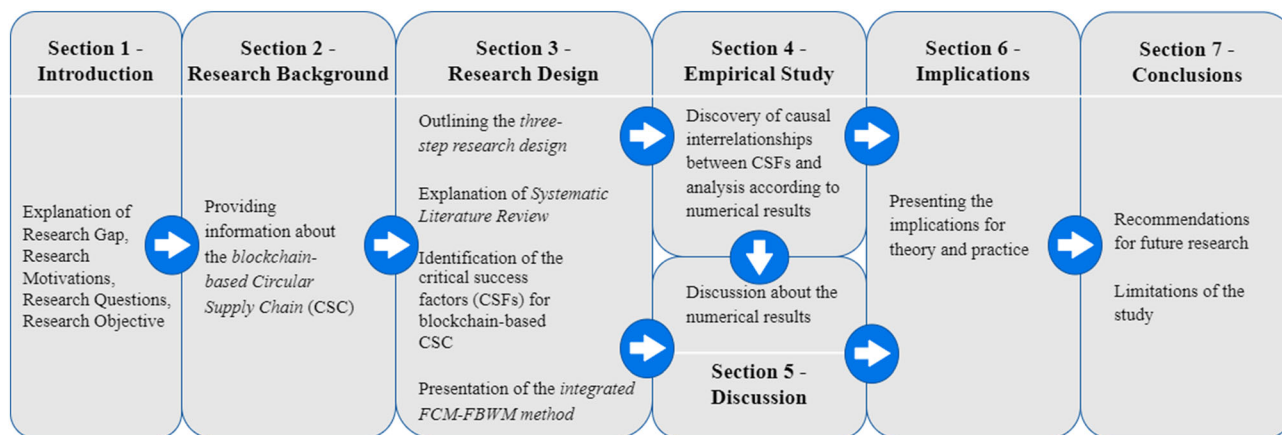 Section 1 -
Introduction
Explanation of
Research Gap,
Research
Motivations,
Research Questions,
Research Objective
Section 2 -
Research Background
Providing
information about
the blockchain-
based Circular
Supply Chain (CSC)
Section 3 -
Research Design
Outlining the three-
step research design
Explanation of Systematic
Literature Review
Identification of the
critical success
factors (CSFs) for
blockchain-based
CSC
Presentation of the integrated
FCM-FBWM method
Section 4 -
Empirical Study
Discovery of causal
interrelationships
between CSFs and
analysis according to
numerical results
Discussion about the
numerical results
Section 5 -
Discussion
Section 6 -
Implications
Presenting the
implications for
theory and practice
Section 7 -
Conclusions
Recommendations
for future research
Limitations of the
study